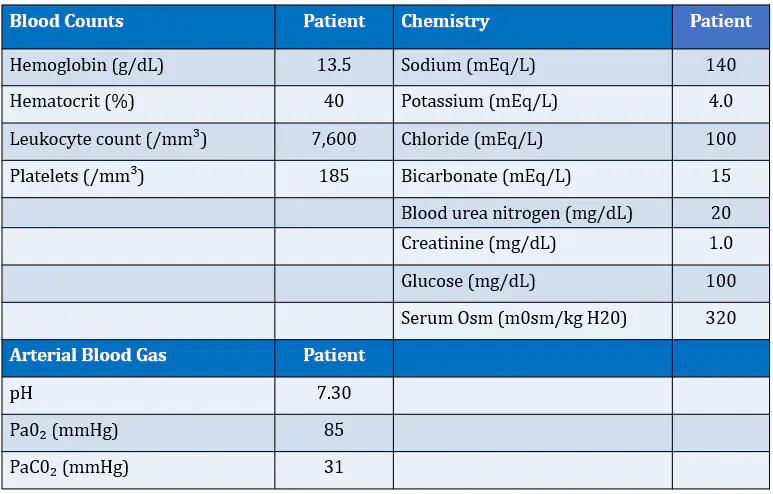 Blood Counts Patient Chemistry Patient
Hemoglobin (g/dL) 13.5 Sodium (mEq/L) 140
Hematocrit (%) 40 Potassium (mEq/L) 4.0
Leukocyte count (/mm³) 7,600 Chloride (mEq/L) 100
Platelets (/mm³) 185 Bicarbonate (mEq/L) 15
Blood urea nitrogen (mg/dL) 20
Creatinine (mg/dL) 1.0
Glucose (mg/dL) 100
Serum Osm (m0sm/kg H20) 320
Arterial Blood Gas Patient
pH 7.30
Pa0₂ (mmHg) 85
PaC0₂ (mmHg) 31